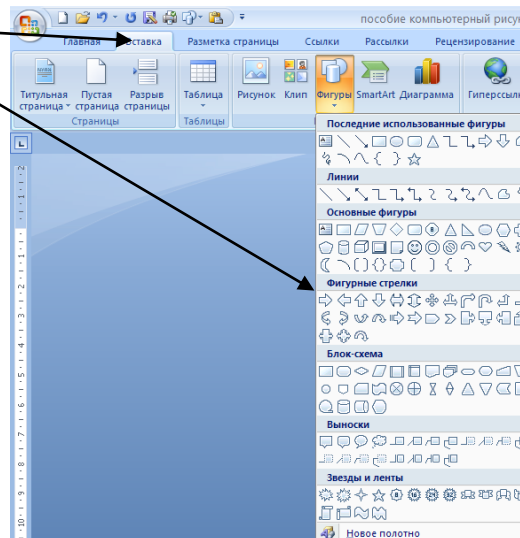 пособие компьютерный рису
Главная Вставка Разметка страницы Ссылки Рассылки Рецензирование
Титульная страница Пустая страница Разрыв страницы Таблица Рисунок Клип Фигуры SmartArt Диаграмма Гиперссыл
Страницы Таблицы
Последние использованные фигуры
Линии
Основные фигуры
Фигурные стрелки
Блок-схема
Выноски
Звезды и ленты
Новое полотно